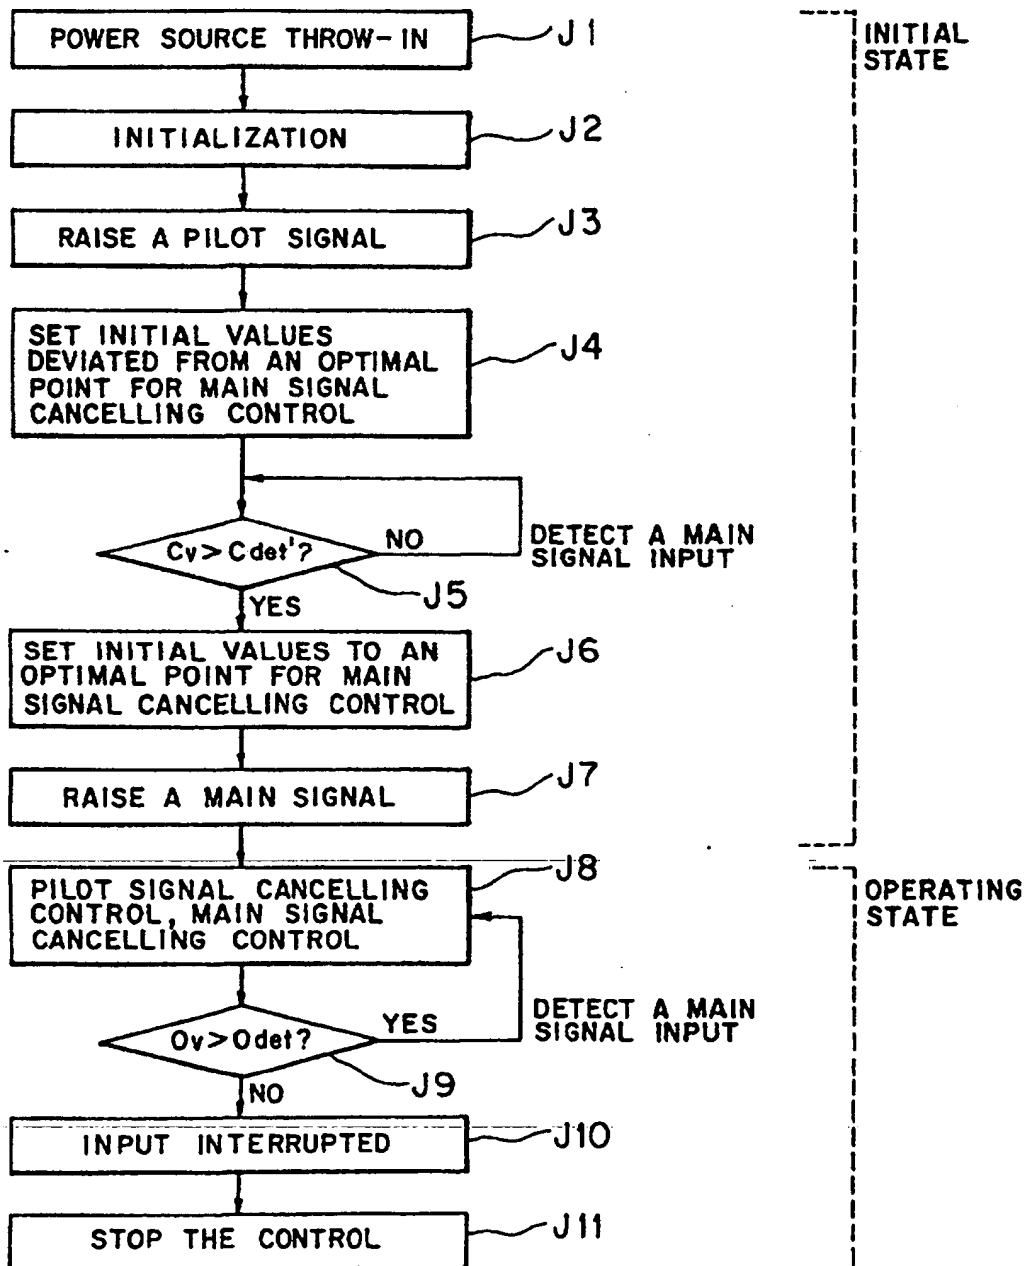 POWER SOURCE THROW-IN
J1
INITIAL
STATE
INITIALIZATION
J2
RAISE A PILOT SIGNAL
J3
SET INITIAL VALUES
DEVIATED FROM AN OPTIMAL
POINT FOR MAIN SIGNAL
CANCELLING CONTROL
J4
Cv > Cdet'?
NO
DETECT A MAIN
SIGNAL INPUT
J5
YES
SET INITIAL VALUES TO AN
OPTIMAL POINT FOR MAIN
SIGNAL CANCELLING CONTROL
J6
RAISE A MAIN SIGNAL
J7
PILOT SIGNAL CANCELLING
CONTROL, MAIN SIGNAL
CANCELLING CONTROL
J8
OPERATING
STATE
Ov > Odet?
YES
DETECT A MAIN
SIGNAL INPUT
J9
NO
INPUT INTERRUPTED
J10
STOP THE CONTROL
J11